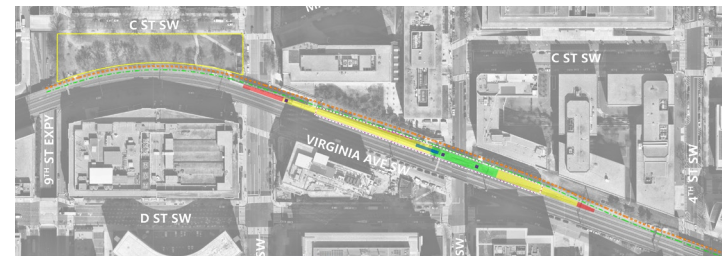 C ST SW
C ST SW
VIRGINIA AVE SW
9TH ST EXPY
4TH ST SW
D ST SW
SW
SW